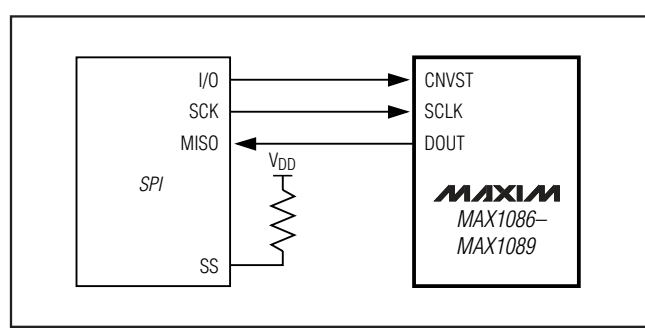 I/O
SCK
MISO
SPI
SS
VDD
CNVST
SCLK
DOUT
MAXIM
MAX1086–
MAX1089